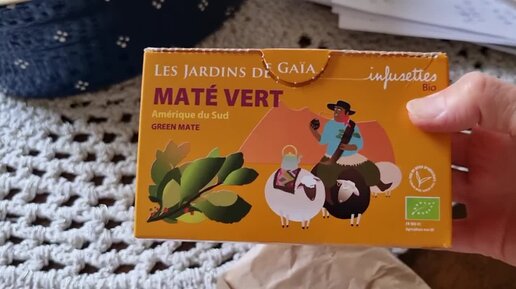 LES JARDINS DE GAÏA
infusettes
Bio
MATÉ VERT
Amérique du Sud
GREEN MATE